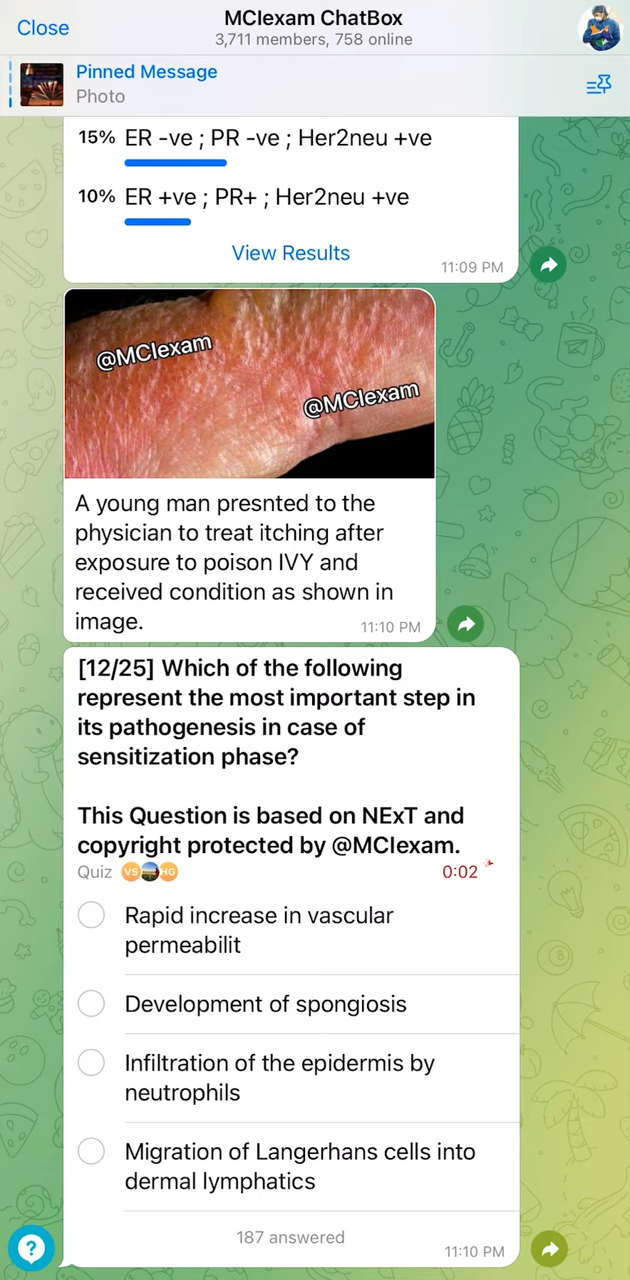 Close
MCIexam ChatBox
3,711 members, 758 online
Pinned Message
Photo
15% ER -ve ; PR -ve ; Her2neu +ve
10% ER +ve ; PR+ ; Her2neu +ve
View Results
11:09 PM
@MCIexam
@MCIexam
A young man presnted to the
physician to treat itching after
exposure to poison IVY and
received condition as shown in
image.
11:10 PM
[12/25] Which of the following
represent the most important step in
its pathogenesis in case of
sensitization phase?
This Question is based on NExT and
copyright protected by @MCIexam.
Quiz VS HG 0:02
Rapid increase in vascular
permeabilit
Development of spongiosis
Infiltration of the epidermis by
neutrophils
Migration of Langerhans cells into
dermal lymphatics
187 answered
11:10 PM
?